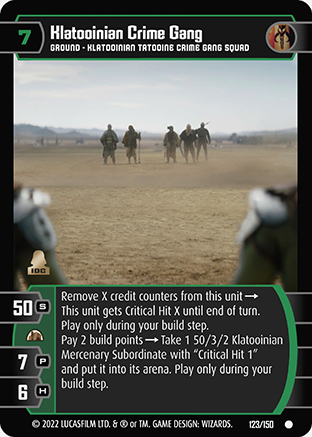 7
Klatooinian Crime Gang
GROUND - KLATOOINIAN TATOOINE CRIME GANG SQUAD
IDC
50 S
7 P
6 H
Remove X credit counters from this unit →
This unit gets Critical Hit X until end of turn.
Play only during your build step.
Pay 2 build points → Take 1 50/3/2 Klatooinian
Mercenary Subordinate with “Critical Hit 1”
and put it into its arena. Play only during your
build step.
© 2022 LUCASFILM LTD. & ® OR TM. GAME DESIGN: WIZARDS.
123/150